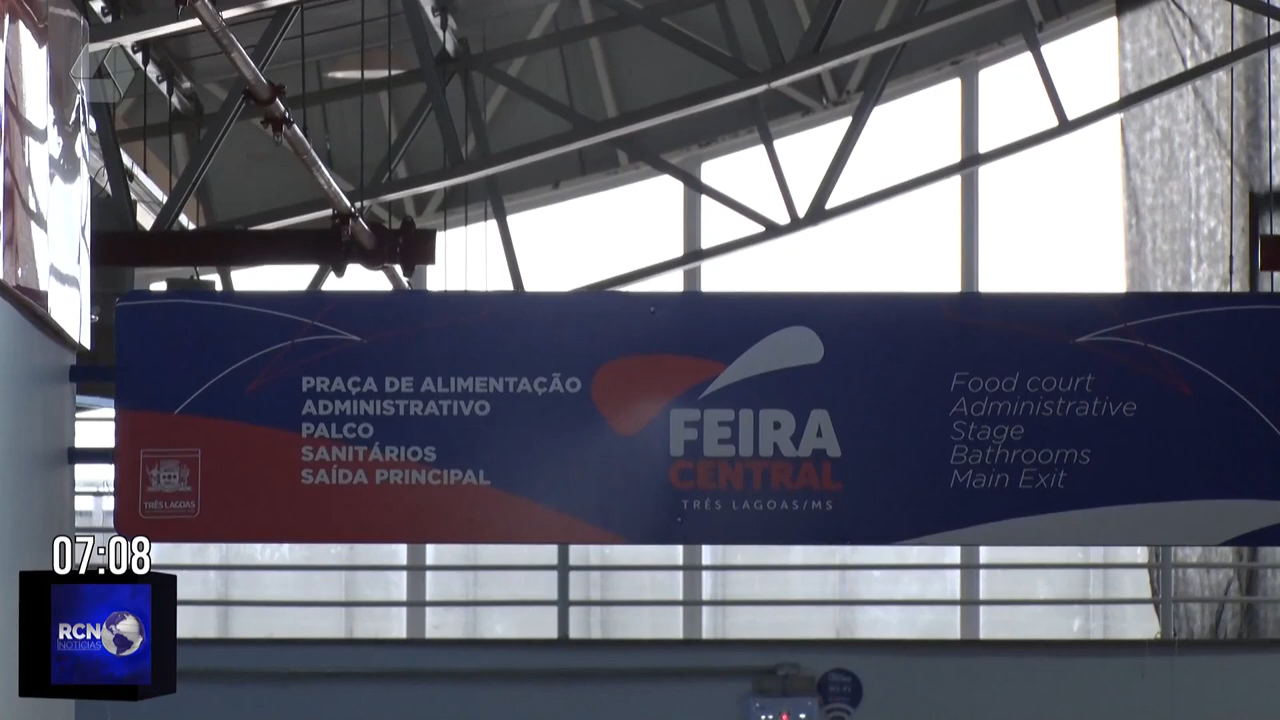 PRAÇA DE ALIMENTAÇÃO
ADMINISTRATIVO
PALCO
SANITÁRIOS
SAÍDA PRINCIPAL
TRÊS LAGOAS
FEIRA
CENTRAL
TRÊS LAGOAS/MS
Food court
Administrative
Stage
Bathrooms
Main Exit
07:08
RCN
NOTÍCIAS